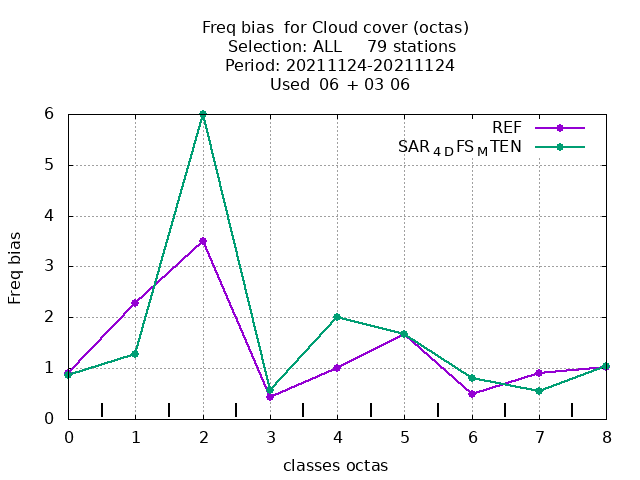 Freq bias  for Cloud cover (octas)
Selection: ALL     79 stations
Period: 20211124-20211124
Used  06 + 03 06
REF
SAR4DFSMTEN
6
5
4
3
2
1
0
Freq bias
0 1 2 3 4 5 6 7 8
classes octas